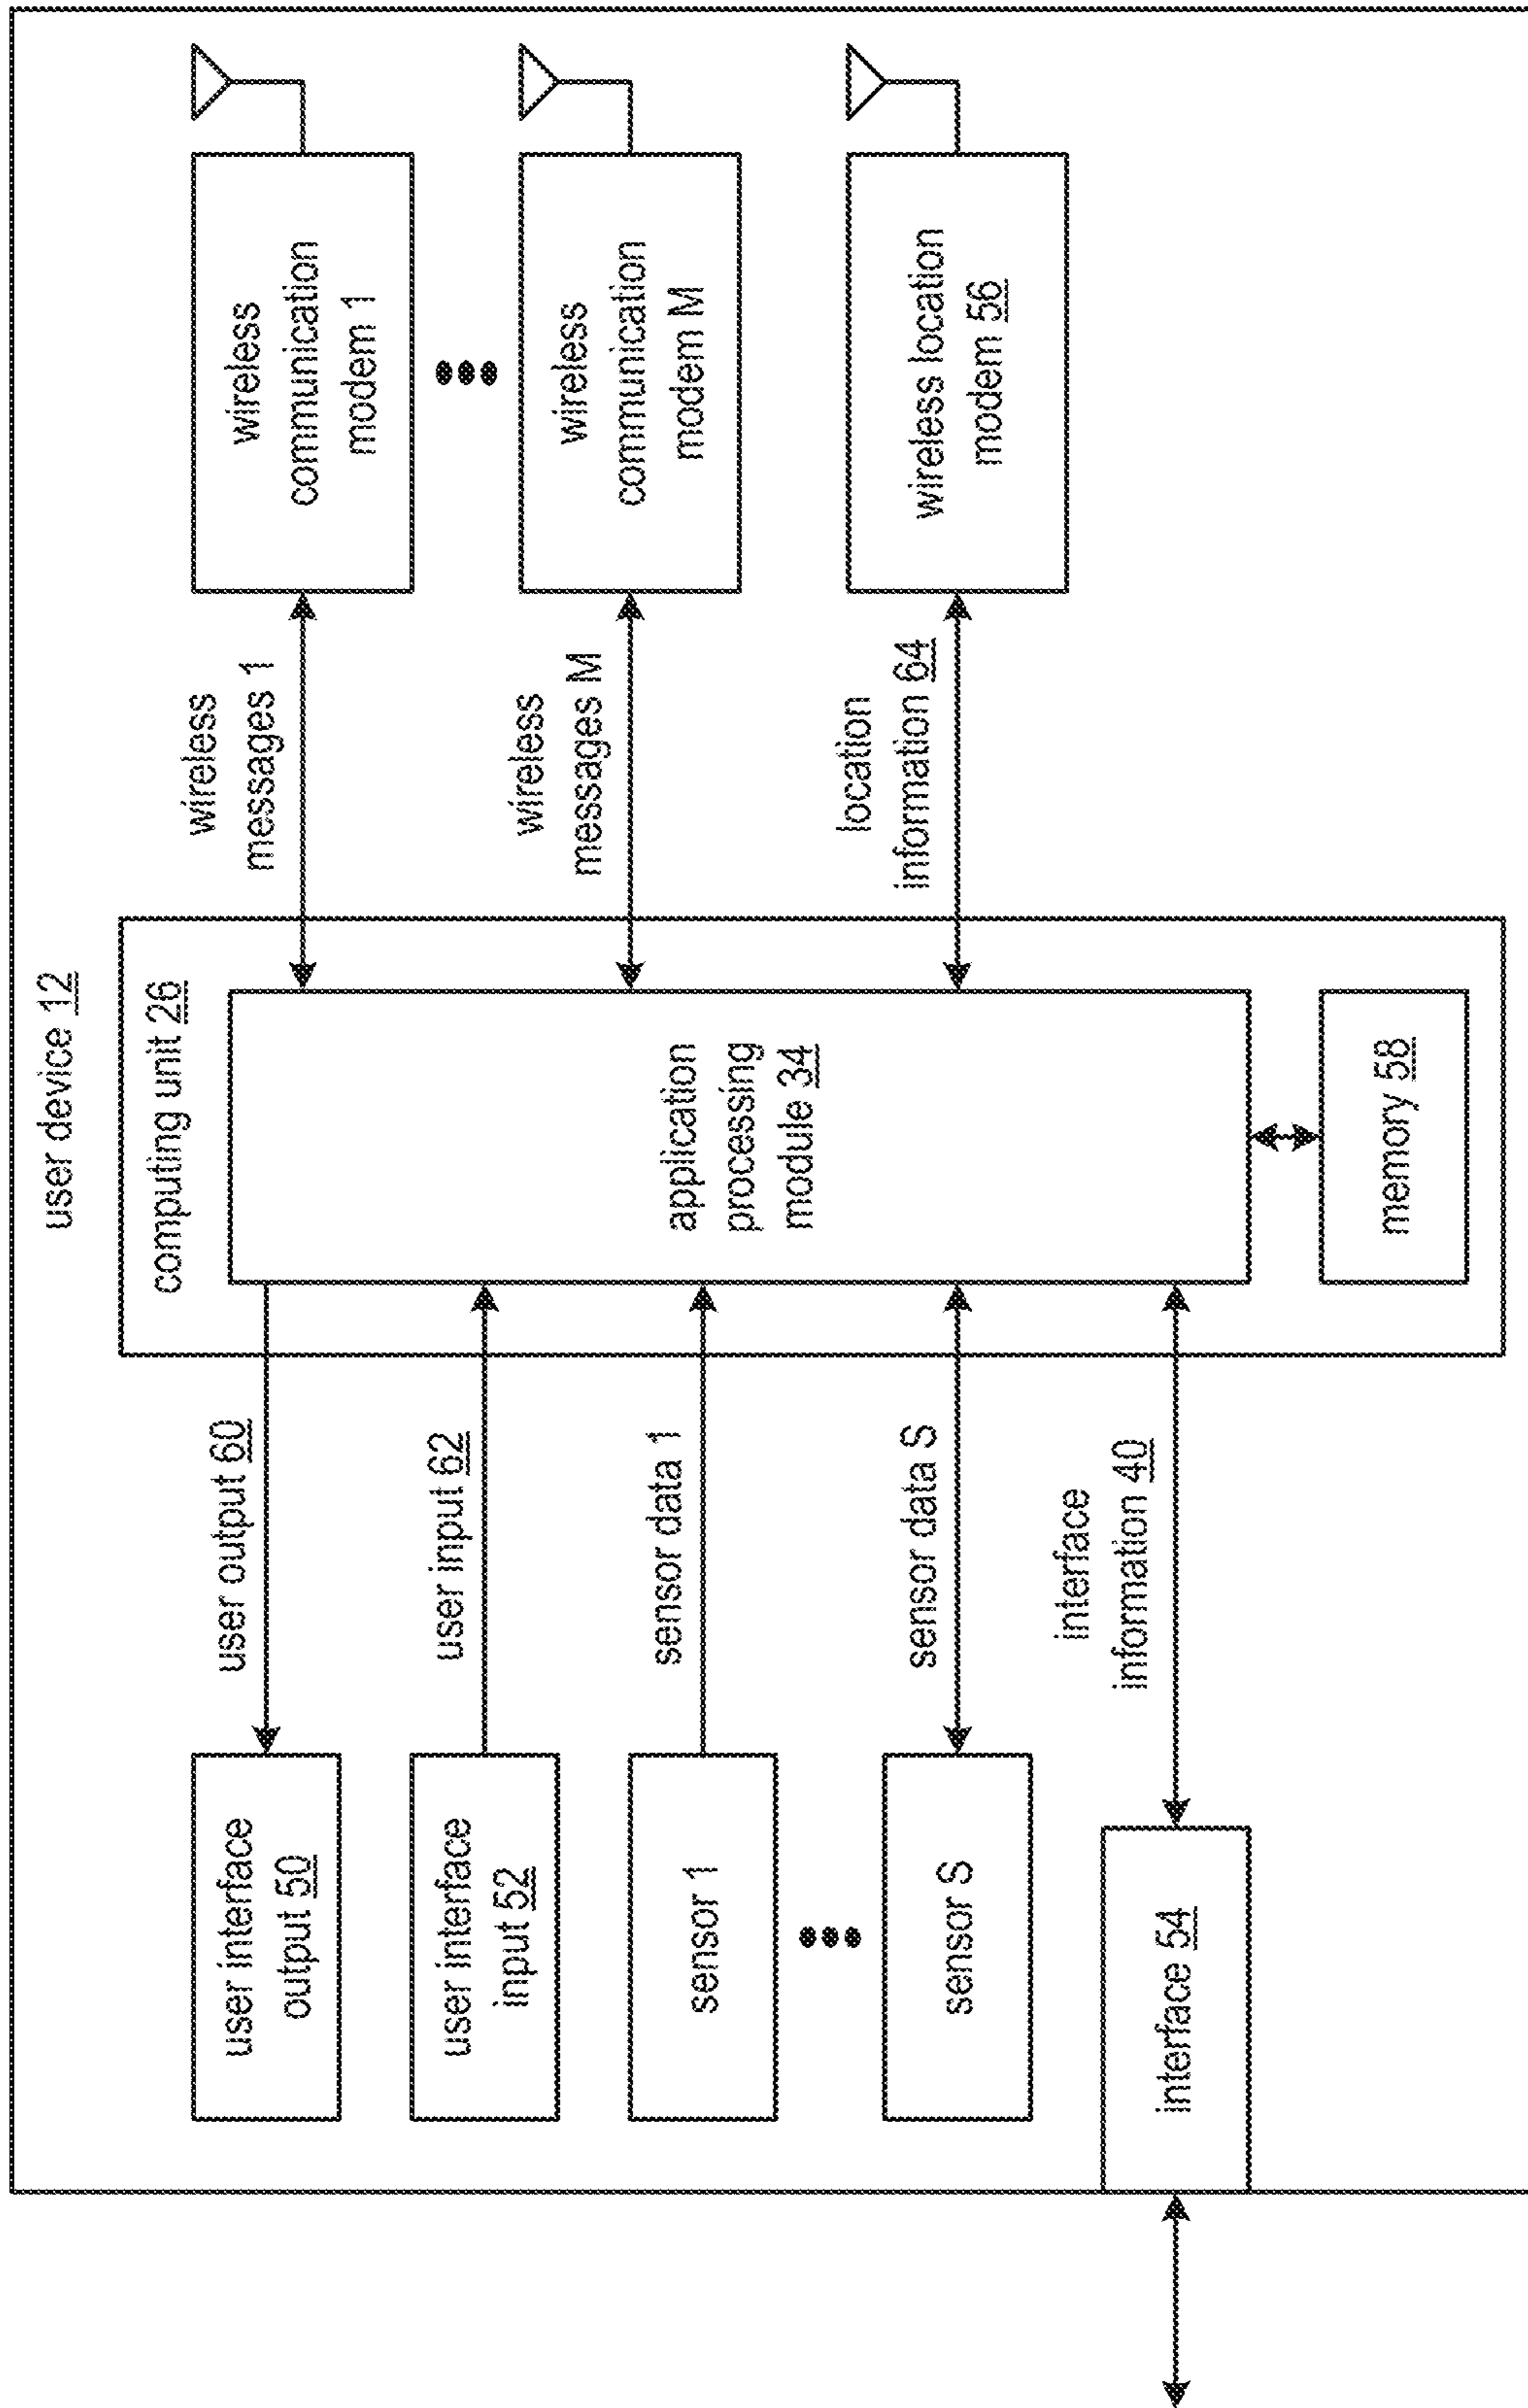 user device 12
computing unit 26
user interface
output 50
user output 60
user interface
input 52
user input 62
sensor 1
sensor data 1
sensor S
sensor data S
interface 54
interface
information 40
application
processing
module 34
memory 58
wireless
messages 1
wireless
communication
modem 1
wireless
messages M
wireless
communication
modem M
location
information 64
wireless location
modem 56